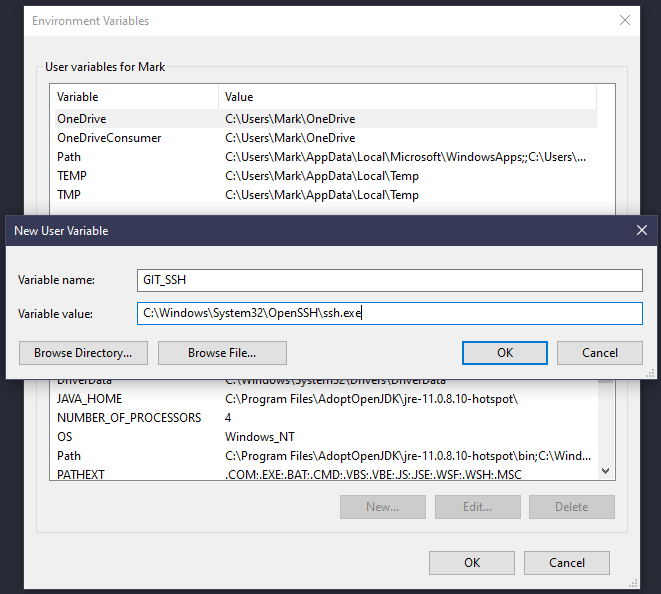 Environment Variables
User variables for Mark
Variable Value
OneDrive C:\Users\Mark\OneDrive
OneDriveConsumer C:\Users\Mark\OneDrive
Path C:\Users\Mark\AppData\Local\Microsoft\WindowsApps;;C:\Users\...
TEMP C:\Users\Mark\AppData\Local\Temp
TMP C:\Users\Mark\AppData\Local\Temp
New User Variable
Variable name: GIT_SSH
Variable value: C:\Windows\System32\OpenSSH\ssh.exe
Browse Directory... Browse File... OK Cancel
DriverData C:\Windows\System32\Drivers\DriverData
JAVA_HOME C:\Program Files\AdoptOpenJDK\jre-11.0.8.10-hotspot\
NUMBER_OF_PROCESSORS 4
OS Windows_NT
Path C:\Program Files\AdoptOpenJDK\jre-11.0.8.10-hotspot\bin;C:\Wind...
PATHEXT .COM;.EXE;.BAT;.CMD;.VBS;.VBE;.JS;.JSE;.WSF;.WSH;.MSC
New... Edit... Delete
OK Cancel